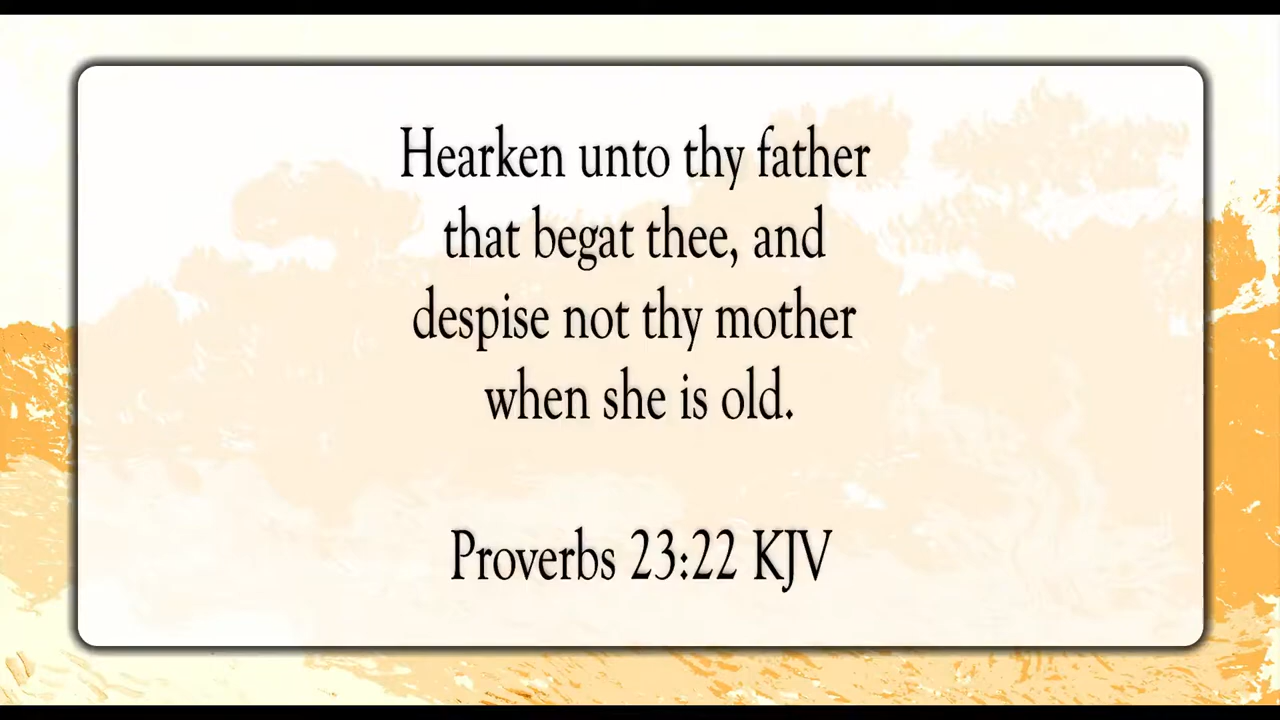 Hearken unto thy father
that begat thee, and
despise not thy mother
when she is old.
Proverbs 23:22 KJV